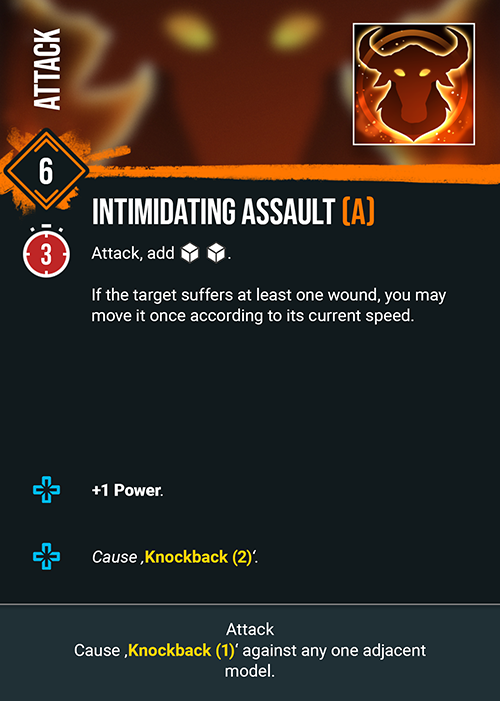 ATTACK
6
INTIMIDATING ASSAULT (A)
3
Attack, add .
If the target suffers at least one wound, you may
move it once according to its current speed.
+1 Power.
Cause ‚Knockback (2)‘.
Attack
Cause ‚Knockback (1)‘ against any one adjacent
model.